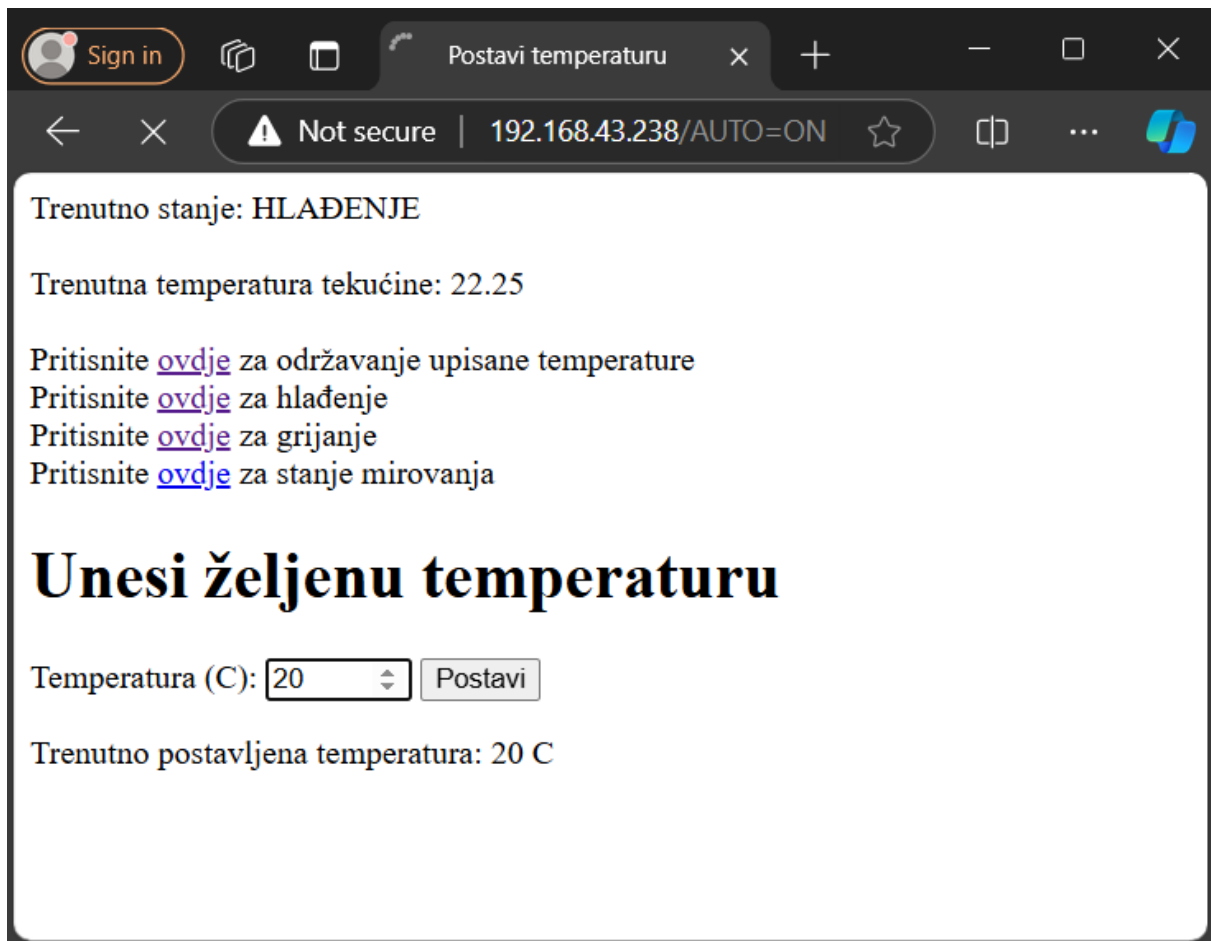 Sign in
Postavi temperaturu
Not secure | 192.168.43.238/AUTO=ON
Trenutno stanje: HLAĐENJE
Trenutna temperatura tekućine: 22.25
Pritisnite ovdje za održavanje upisane temperature
Pritisnite ovdje za hlađenje
Pritisnite ovdje za grijanje
Pritisnite ovdje za stanje mirovanja
Unesi željenu temperaturu
Temperatura (C): 20 Postavi
Trenutno postavljena temperatura: 20 C